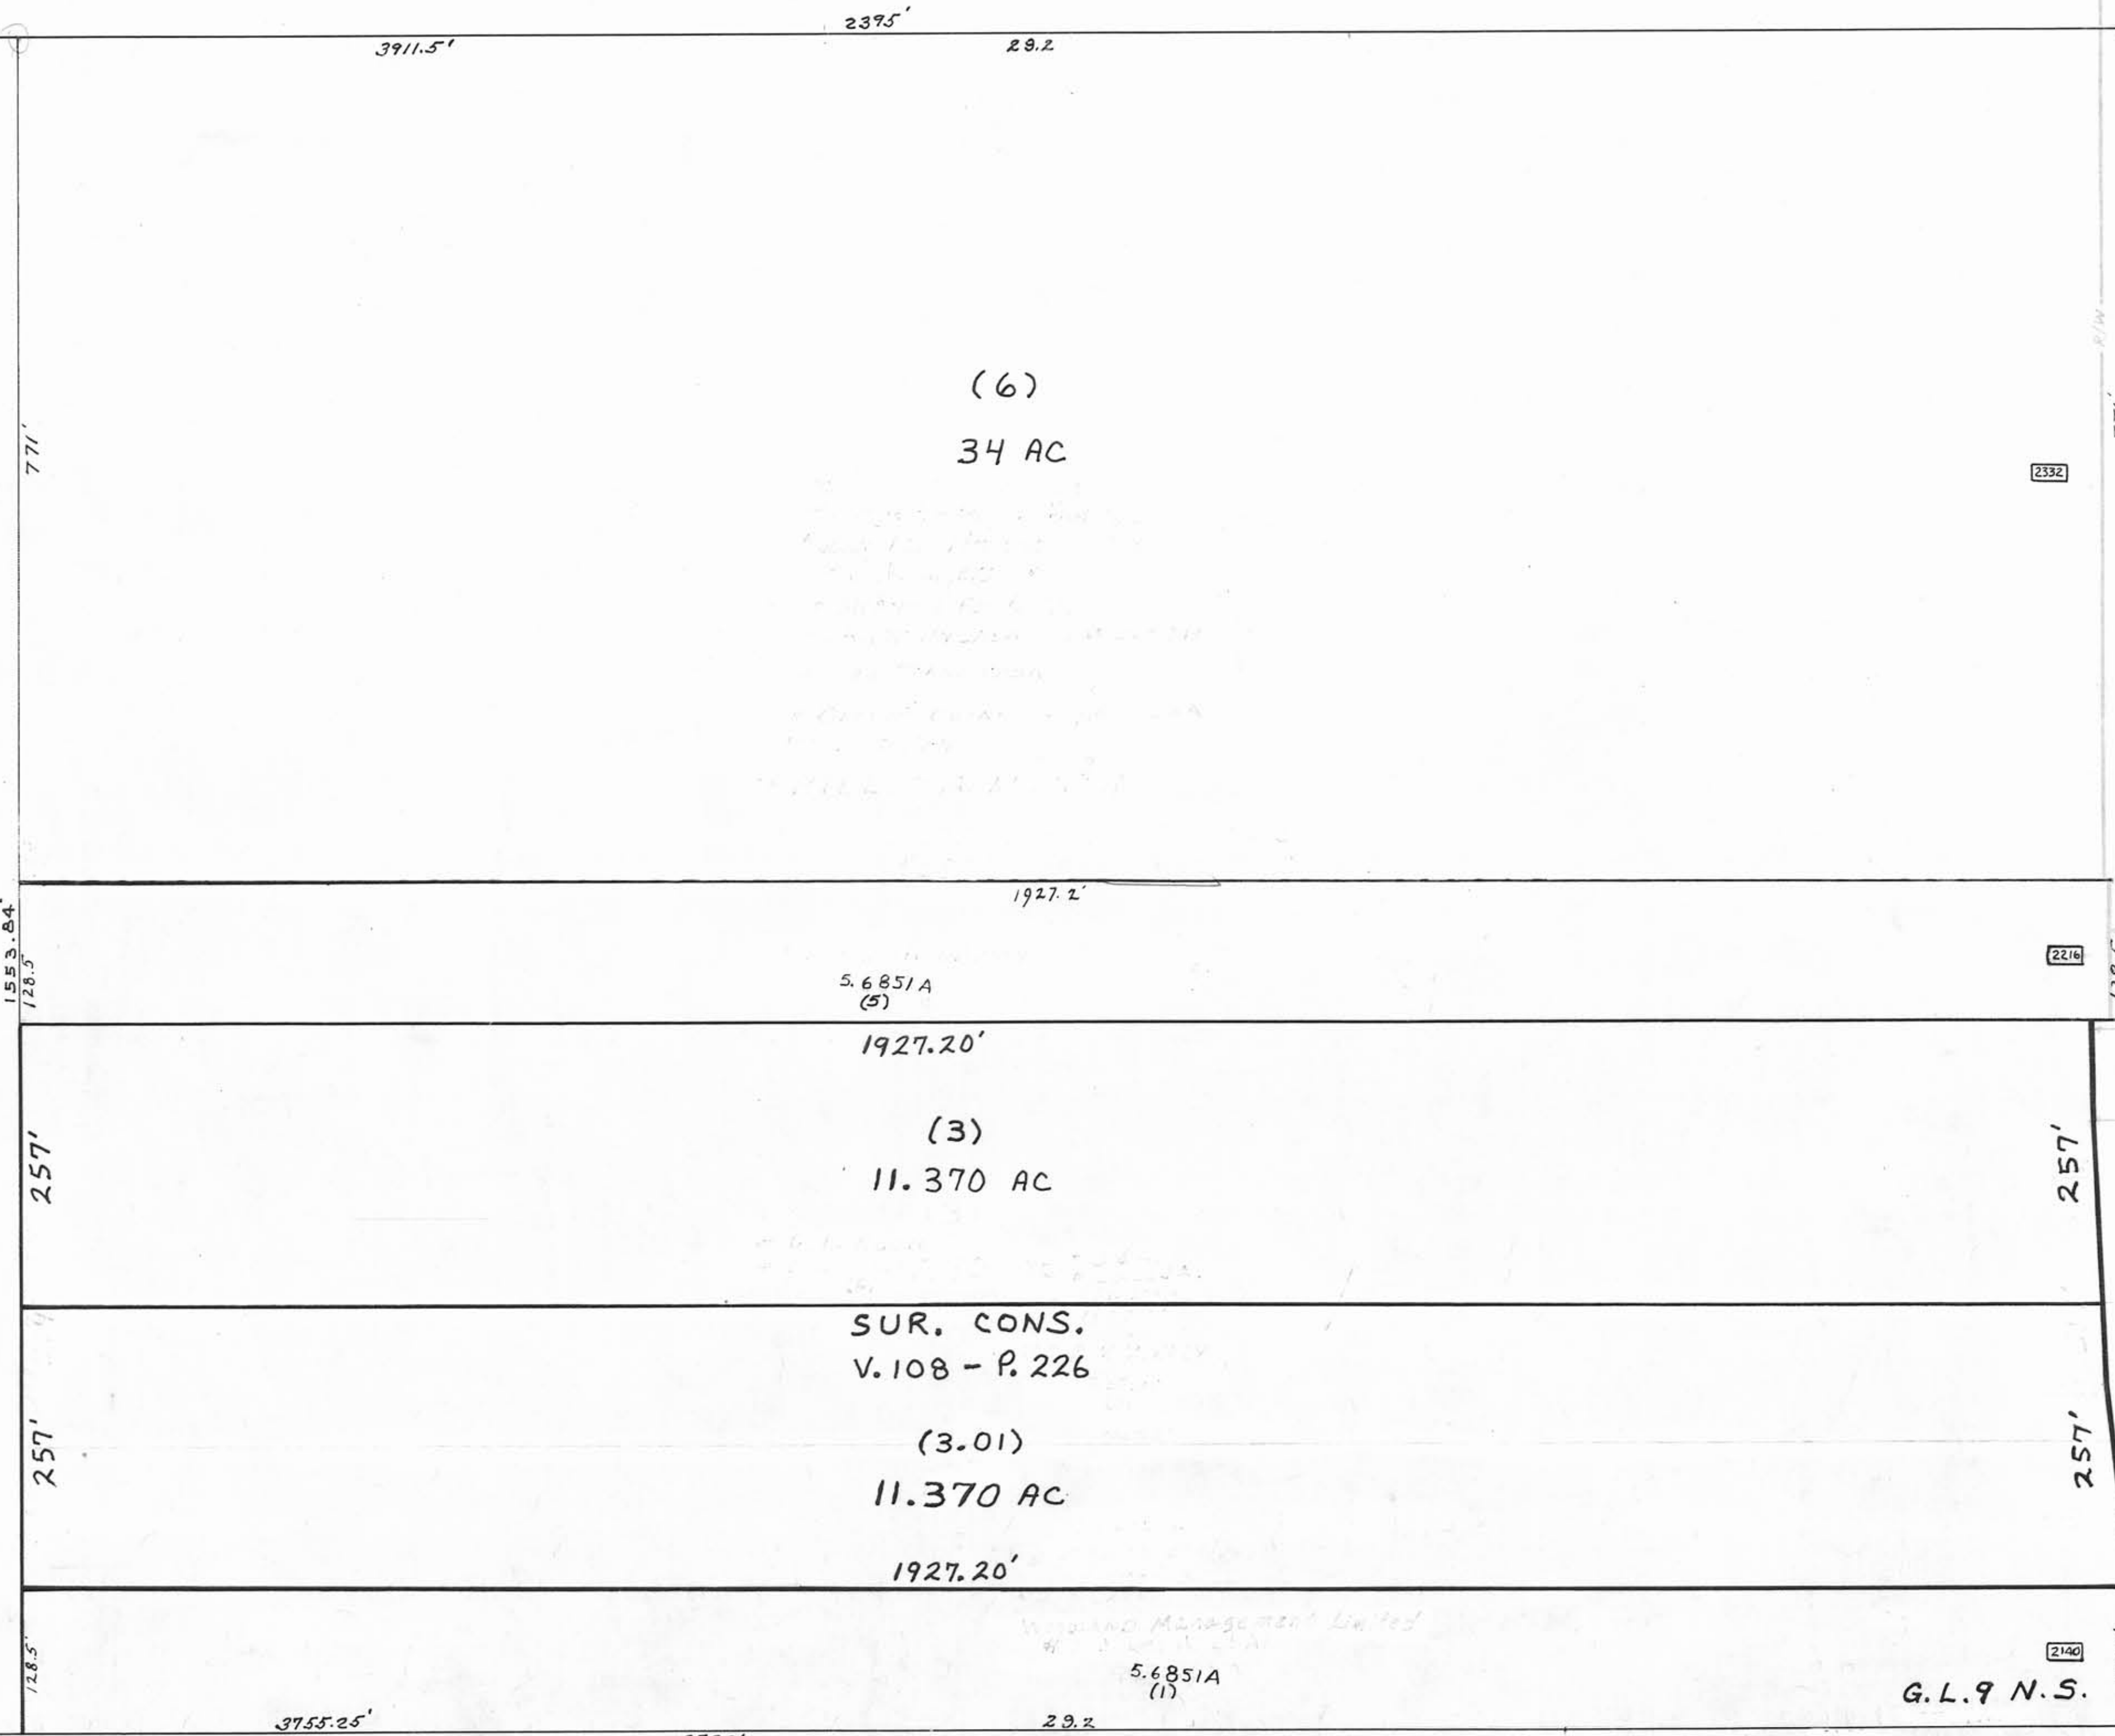 2395'
3911.5'
29.2
R/W
(6)
34 AC
771'
2332
1927.2'
1553.84'
128.5'
2216
5.6851A
(5)
1927.20'
(3)
11.370 AC
257'
257'
SUR. CONS.
V.108 - P.226
(3.01)
11.370 AC
257'
257'
1927.20'
Management Limited
128.5'
5.6851A
(1)
2140
G.L.9 N.S.
3755.25'
29.2